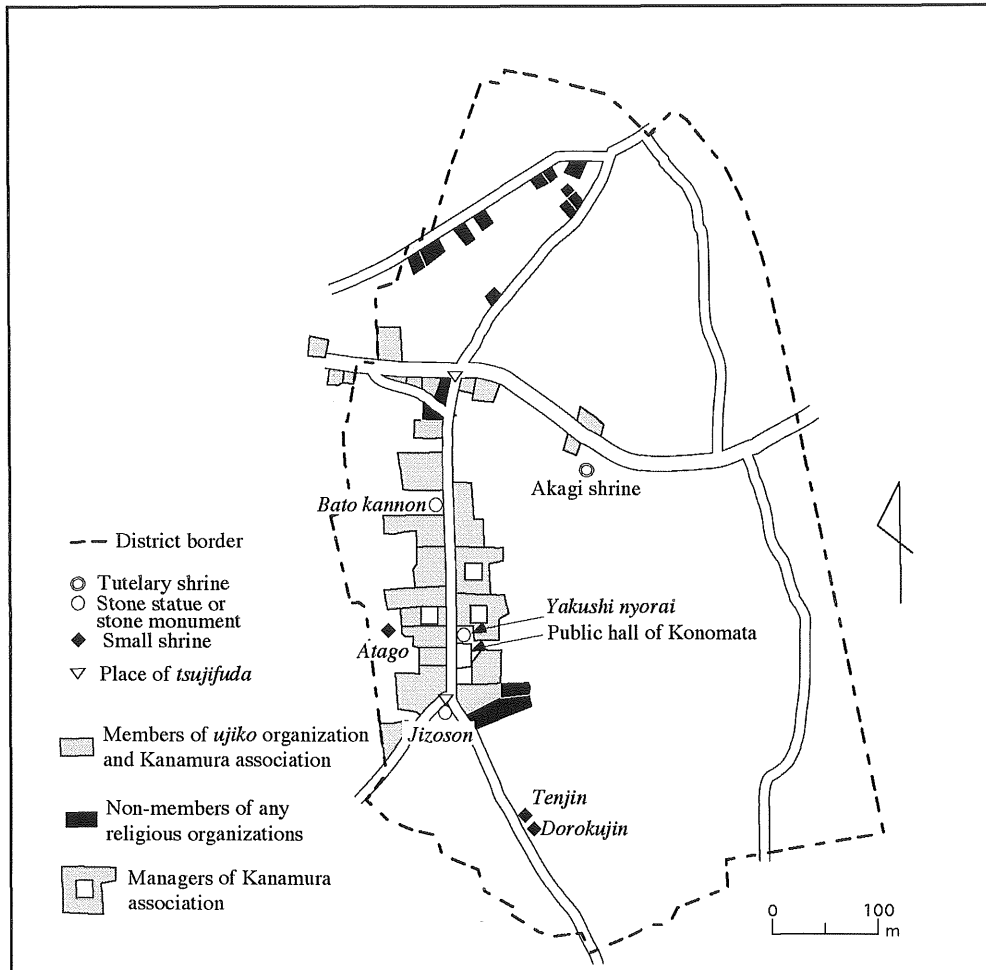 Akagi shrine
Bato kannon
District border
Tutelary shrine
Stone statue or
stone monument
Small shrine
Place of tsujifuda
Yakushi nyorai
Public hall of Konomata
Atago
Jizoson
Members of ujiko organization
and Kanamura association
Non-members of any
religious organizations
Managers of Kanamura
association
Tenjin
Dorokujin
0 100
m